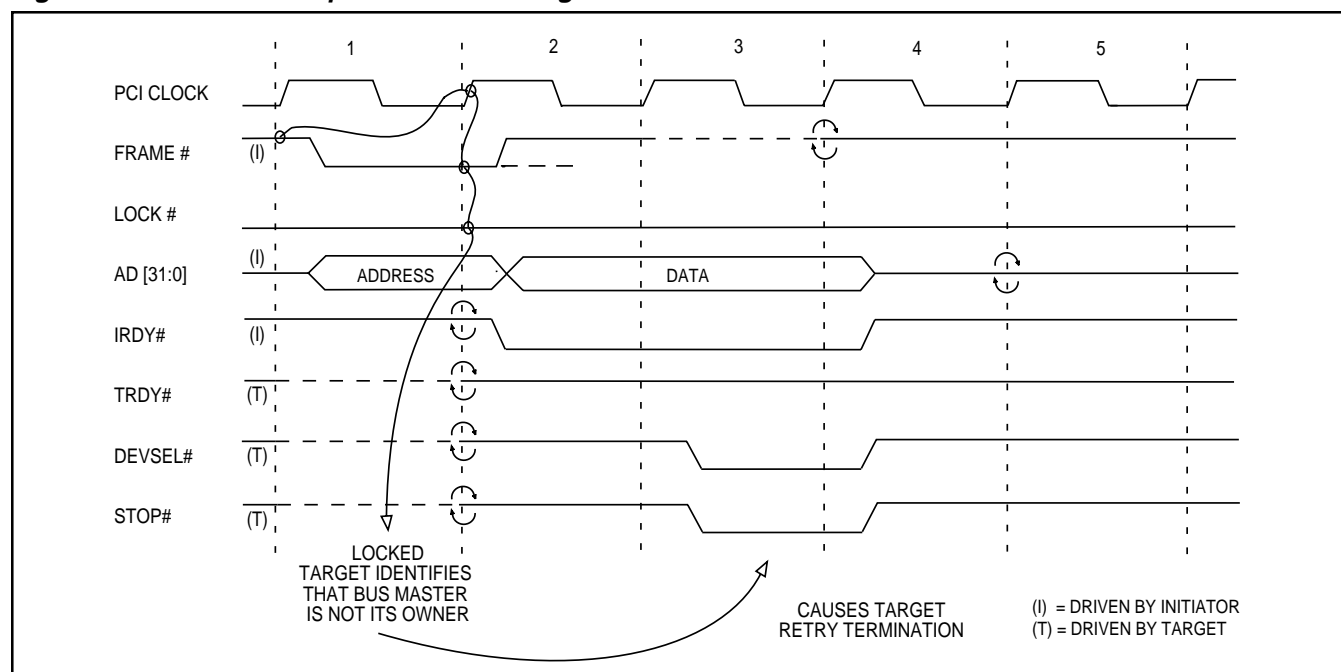 1 2 3 4 5
PCI CLOCK
FRAME # (I)
LOCK #
AD [31:0] (I) ADDRESS DATA
IRDY# (I)
TRDY# (T)
DEVSEL# (T)
STOP# (T)
LOCKED
TARGET IDENTIFIES
THAT BUS MASTER
IS NOT ITS OWNER
CAUSES TARGET
RETRY TERMINATION
(I) = DRIVEN BY INITIATOR
(T) = DRIVEN BY TARGET